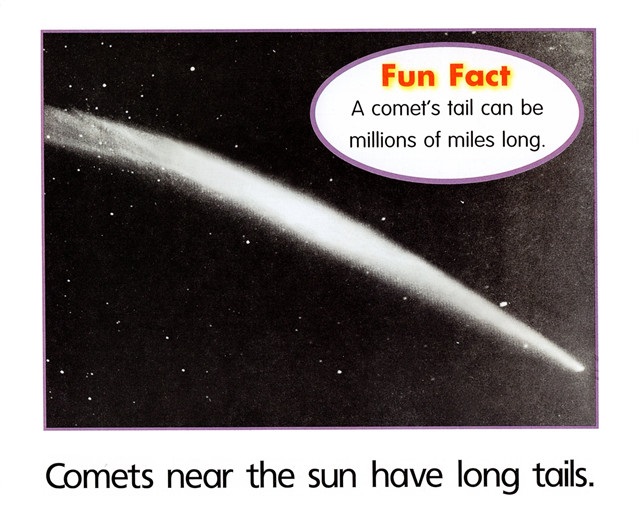 Fun Fact
A comet's tail can be
millions of miles long.
Comets near the sun have long tails.